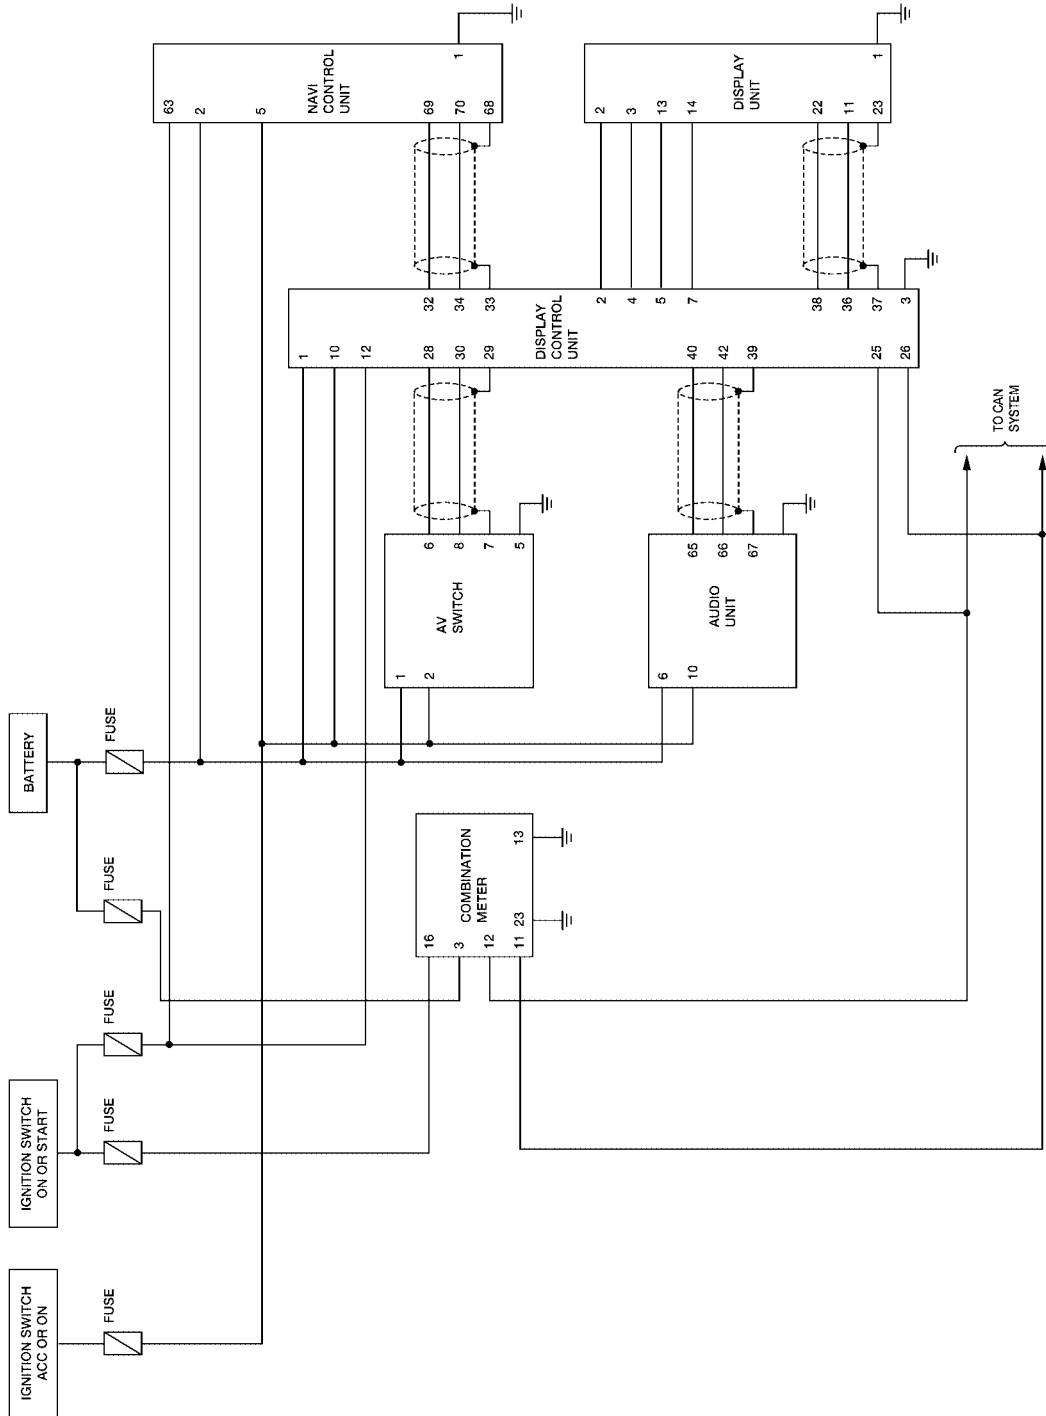 IGNITION SWITCH
ACC OR ON
IGNITION SWITCH
ON OR START
BATTERY
FUSE
FUSE
FUSE
FUSE
FUSE
COMBINATION
METER
16
3
12
11
23
13
AV
SWITCH
1
2
6
8
7
5
AUDIO
UNIT
6
10
65
66
67
DISPLAY
CONTROL
UNIT
1
10
12
28
30
29
40
42
39
25
26
32
34
33
2
4
5
7
38
36
37
3
NAVI
CONTROL
UNIT
63
2
5
69
70
68
1
DISPLAY
UNIT
2
3
13
14
22
11
23
1
TO CAN
SYSTEM